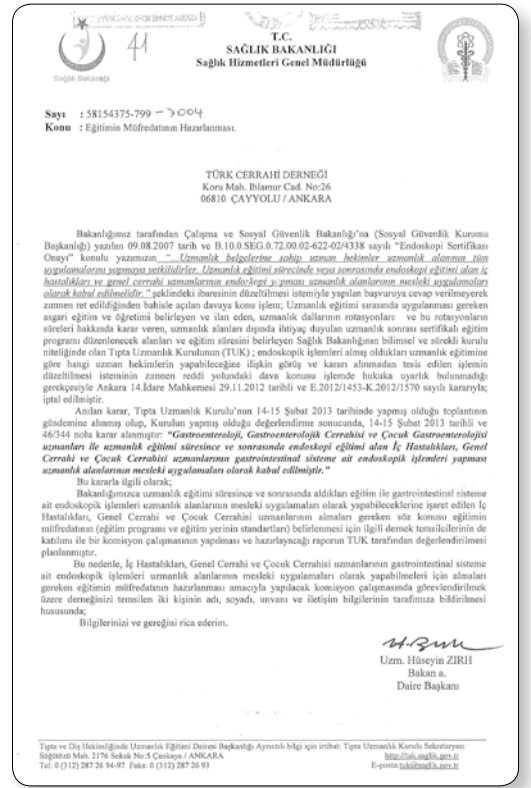 41
T.C.
SAĞLIK BAKANLIĞI
Sağlık Hizmetleri Genel Müdürlüğü
Sağlık Bakanlığı
Sayı : 58154375-799 - 3004
Konu : Eğitimin Müfredatının Hazırlanması.
TÜRK CERRAHİ DERNEĞİ
Koru Mah. Ihlamur Cad. No:26
06810 ÇAYYOLU / ANKARA
Bakanlığımız tarafından Çalışma ve Sosyal Güvenlik Bakanlığı'na (Sosyal Güvenlik Kurumu
Başkanlığı) yazılan 09.08.2007 tarih ve B.10.0.SEG.0.72.00.02-622-02/4338 sayılı "Endoskopi Sertifikası
Onayı" konulu yazımızın "...Uzmanlık belgelerine sahip uzman hekimler uzmanlık alanının tüm
uygulamalarını yapmaya yetkilidirler. Uzmanlık eğitimi sürecinde veya sonrasında endoskopi eğitimi alan iç
hastalıkları ve genel cerrahi uzmanlarının endoskopi yapması uzmanlık alanlarının mesleki uygulamaları
olarak kabul edilmelidir." şeklindeki ibaresinin düzeltilmesi istemiyle yapılan başvuruya cevap verilmeyerek
zımnen ret edildiğinden bahisle açılan davaya konu işlem; Uzmanlık eğitimi sırasında uygulanması gereken
asgari eğitim ve öğretimi belirleyen ve ilan eden, uzmanlık dallarının rotasyonları ve bu rotasyonların
süreleri hakkında karar veren, uzmanlık alanları dışında ihtiyaç duyulan uzmanlık sonrası sertifikalı eğitim
programı düzenlenecek alanları ve eğitim süresini belirleyen Sağlık Bakanlığının bilimsel ve sürekli kurulu
niteliğinde olan Tıpta Uzmanlık Kurulunun (TUK) ; endoskopik işlemleri almış oldukları uzmanlık eğitimine
göre hangi uzman hekimlerin yapabileceğine ilişkin görüş ve kararı alınmadan tesis edilen işlemin
düzeltilmesi isteminin zımnen reddi yolundaki dava konusu işlemde hukuka uyarlık bulunmadığı
gerekçesiyle Ankara 14.İdare Mahkemesi 29.11.2012 tarihli ve E.2012/1453-K.2012/1570 sayılı kararıyla;
iptal edilmiştir.
Anılan karar, Tıpta Uzmanlık Kurulu'nun 14-15 Şubat 2013 tarihinde yapmış olduğu toplantının
gündemine alınmış olup, Kurulun yapmış olduğu değerlendirme sonucunda, 14-15 Şubat 2013 tarihli ve
46/344 nolu karar alınmıştır: "Gastroenteroloji, Gastroenterolojik Cerrahisi ve Çocuk Gastroenterolojisi
uzmanları ile uzmanlık eğitimi süresince ve sonrasında endoskopi eğitimi alan İç Hastalıkları, Genel
Cerrahi ve Çocuk Cerrahisi uzmanlarının gastrointestinal sisteme ait endoskopik işlemleri yapması
uzmanlık alanlarının mesleki uygulamaları olarak kabul edilmiştir."
Bu kararla ilgili olarak;
Bakanlığımızca uzmanlık eğitimi süresince ve sonrasında aldıkları eğitim ile gastrointestinal sisteme
ait endoskopik işlemleri uzmanlık alanlarının mesleki uygulamaları olarak yapabileceklerine işaret edilen İç
Hastalıkları, Genel Cerrahi ve Çocuk Cerrahisi uzmanlarının almaları gereken söz konusu eğitimin
müfredatının (eğitim programı ve eğitim yerinin standartları) belirlenmesi için ilgili dernek temsilcilerinin de
katılımı ile bir komisyon çalışmasının yapılması ve hazırlayacağı raporun TUK tarafından değerlendirilmesi
planlanmıştır.
Bu nedenle, İç Hastalıkları, Genel Cerrahi ve Çocuk Cerrahisi uzmanlarının gastrointestinal sisteme
ait endoskopik işlemleri uzmanlık alanlarının mesleki uygulamaları olarak yapabilmeleri için almaları
gereken eğitimin müfredatının hazırlanması amacıyla yapılacak komisyon çalışmasında görevlendirilmek
üzere derneğinizi temsilen iki kişinin adı, soyadı, unvanı ve iletişim bilgilerinin tarafımıza bildirilmesi
hususunda;
Bilgilerinizi ve gereğini rica ederim.
Uzm. Hüseyin ZIRH
Bakan a.
Daire Başkanı
Tıpta ve Diş Hekimliğinde Uzmanlık Eğitimi Dairesi Başkanlığı Ayrıntılı bilgi için irtibat: Tıpta Uzmanlık Kurulu Sekretaryası
Söğütözü Mah. 2176 Sokak No:5 Çankaya / ANKARA http://tuk.saglik.gov.tr
Tel: 0 (312) 287 26 94-97 Faks: 0 (312) 287 26 93 E-posta:tuk@saglik.gov.tr